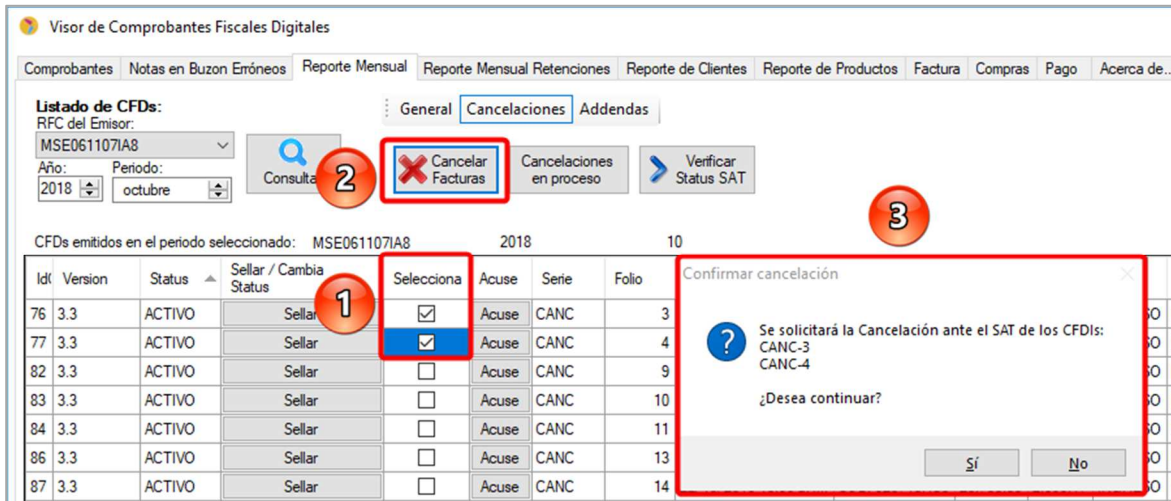 Visor de Comprobantes Fiscales Digitales
Comprobantes Notas en Buzon Erróneos Reporte Mensual Reporte Mensual Retenciones Reporte de Clientes Reporte de Productos Factura Compras Pago Acerca de..
Listado de CFDs:
General Cancelaciones Addendas
RFC del Emisor:
MSE061107IA8
Año: Periodo:
2018 octubre
Consulta
2
Cancelar Facturas
Cancelaciones en proceso
Verificar Status SAT
3
CFDs emitidos en el periodo seleccionado: MSE061107IA8 2018 10
Version Status Sellar / Cambia Status Selecciona Acuse Serie Folio
1
76 3.3 ACTIVO Sellar Acuse CANC 3
77 3.3 ACTIVO Sellar Acuse CANC 4
82 3.3 ACTIVO Sellar Acuse CANC 9
83 3.3 ACTIVO Sellar Acuse CANC 10
84 3.3 ACTIVO Sellar Acuse CANC 11
86 3.3 ACTIVO Sellar Acuse CANC 13
87 3.3 ACTIVO Sellar Acuse CANC 14
Confirmar cancelación
Se solicitará la Cancelación ante el SAT de los CFDIs:
CANC-3
CANC-4
¿Desea continuar?
Sí No